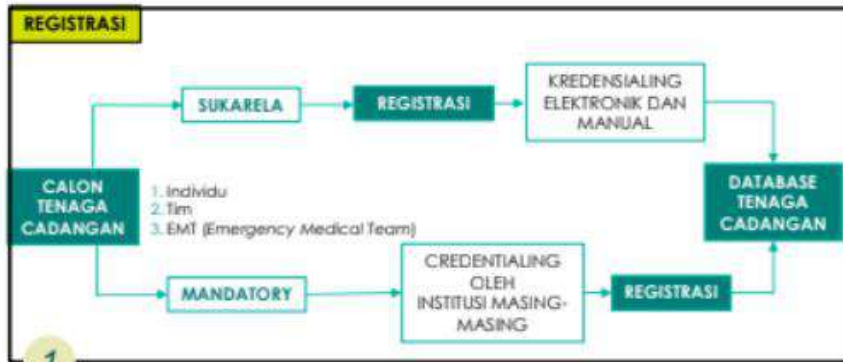 REGISTRASI
SUKARELA
REGISTRASI
KREDENSIALING
ELEKTRONIK DAN
MANUAL
CALON
TENAGA
CADANGAN
1. Individu
2. Tim
3. EMT (Emergency Medical Team)
DATABASE
TENAGA
CADANGAN
MANDATORY
CREDENTIALING
OLEH
INSTITUSI MASING-
MASING
REGISTRASI
1